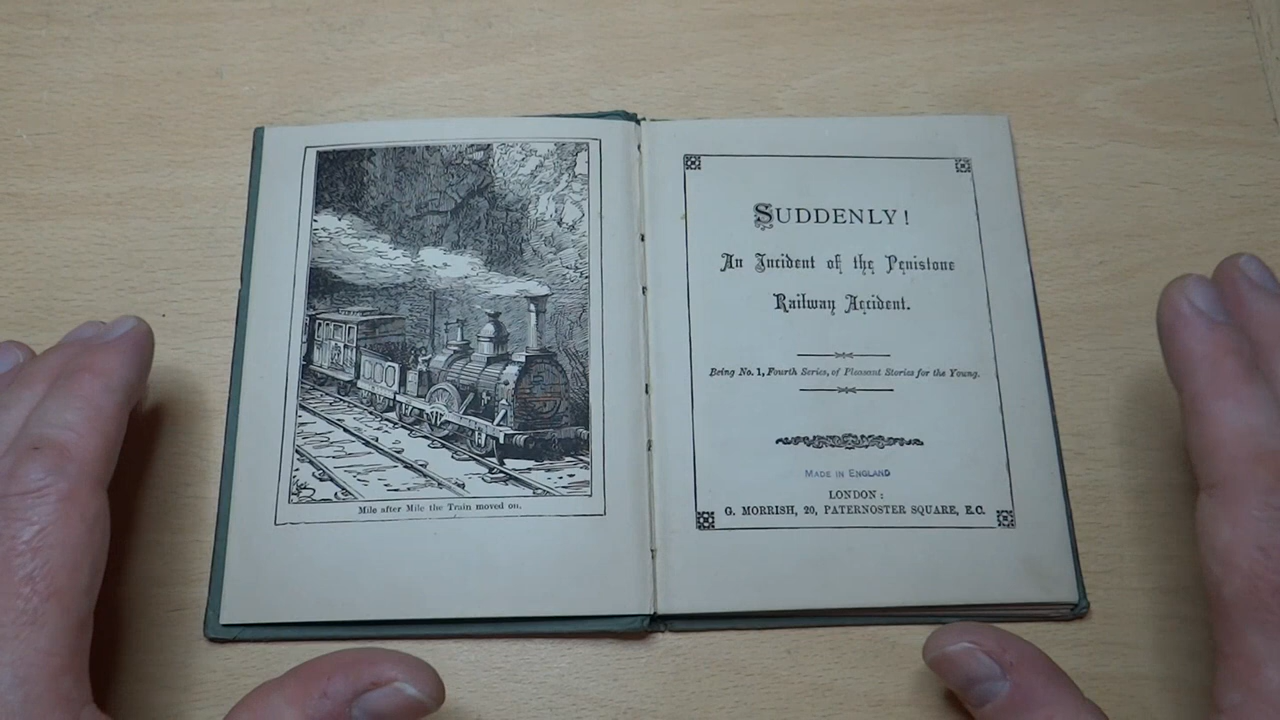 Mile after Mile the Train moved on.
SUDDENLY!
An Incident of the Penistone
Railway Accident.
Being No. 1, Fourth Series, of Pleasant Stories for the Young.
MADE IN ENGLAND
LONDON:
G. MORRISH, 20, PATERNOSTER SQUARE, E.C.